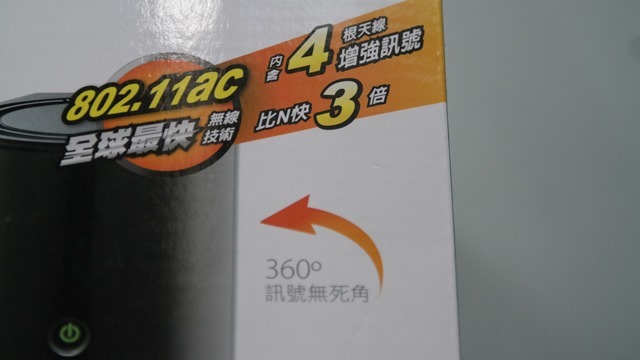 802.11ac
全球最快
無線
技術
內含
4
根天線
增強訊號
比N快3倍
360º
訊號無死角